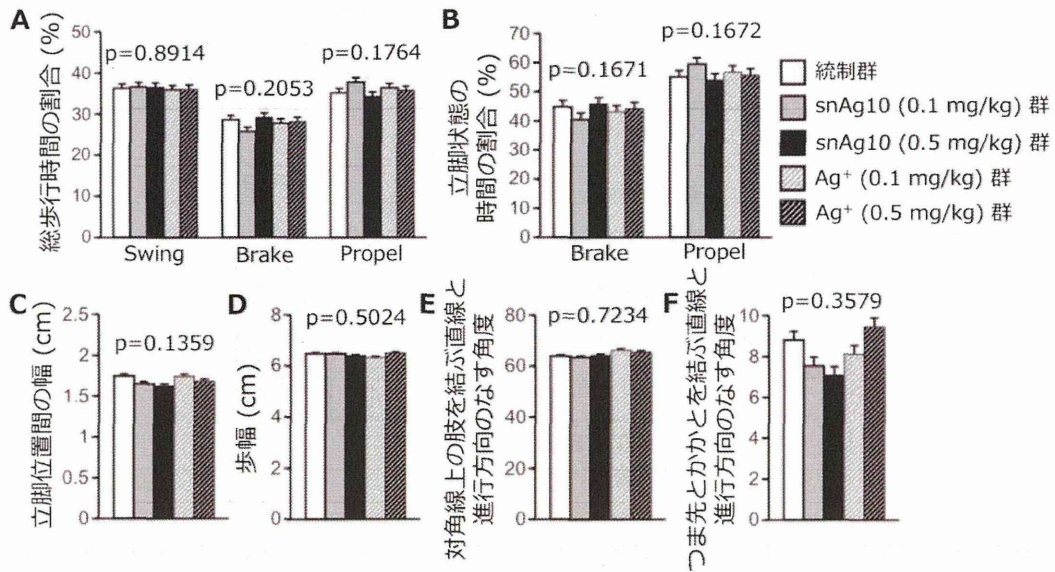 A
総歩行時間の割合 (%)
50
40
30
20
10
0
p=0.8914
p=0.2053
p=0.1764
Swing
Brake
Propel
B
立脚状態の
時間の割合 (%)
70
60
50
40
30
20
10
0
p=0.1671
p=0.1672
Brake
Propel
統制群
snAg10 (0.1 mg/kg) 群
snAg10 (0.5 mg/kg) 群
Ag⁺ (0.1 mg/kg) 群
Ag⁺ (0.5 mg/kg) 群
C
立脚位置間の幅 (cm)
2.5
2
1.5
1
0.5
0
p=0.1359
D
歩幅 (cm)
8
6
4
2
0
p=0.5024
E
対角線上の肢を結ぶ直線と
進行方向のなす角度
80
60
40
20
0
p=0.7234
F
つま先とかかとを結ぶ直線と
進行方向のなす角度
10
8
6
4
2
0
p=0.3579